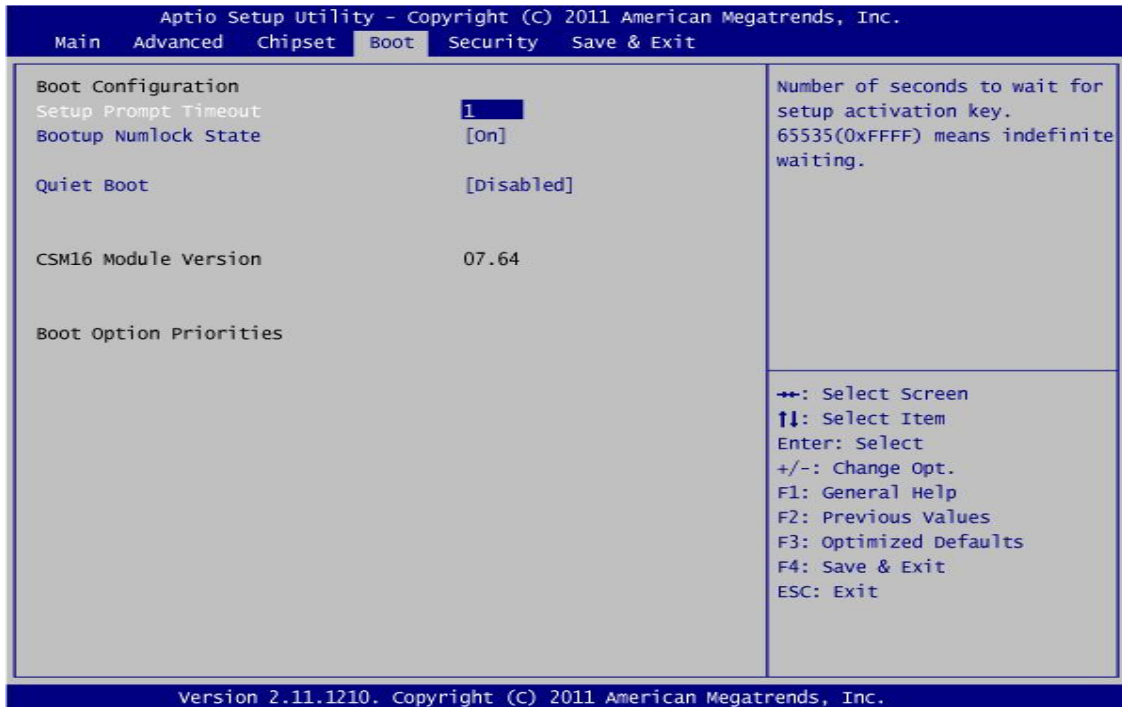 Aptio Setup Utility - Copyright (C) 2011 American Megatrends, Inc.
Main Advanced Chipset Boot Security Save & Exit
Boot Configuration
Setup Prompt Timeout 1
Bootup Numlock State [On]
Quiet Boot [Disabled]
CSM16 Module Version 07.64
Boot Option Priorities
Number of seconds to wait for
setup activation key.
65535(0xFFFF) means indefinite
waiting.
→←: Select Screen
↑↓: Select Item
Enter: Select
+/-: Change Opt.
F1: General Help
F2: Previous Values
F3: Optimized Defaults
F4: Save & Exit
ESC: Exit
Version 2.11.1210. Copyright (C) 2011 American Megatrends, Inc.